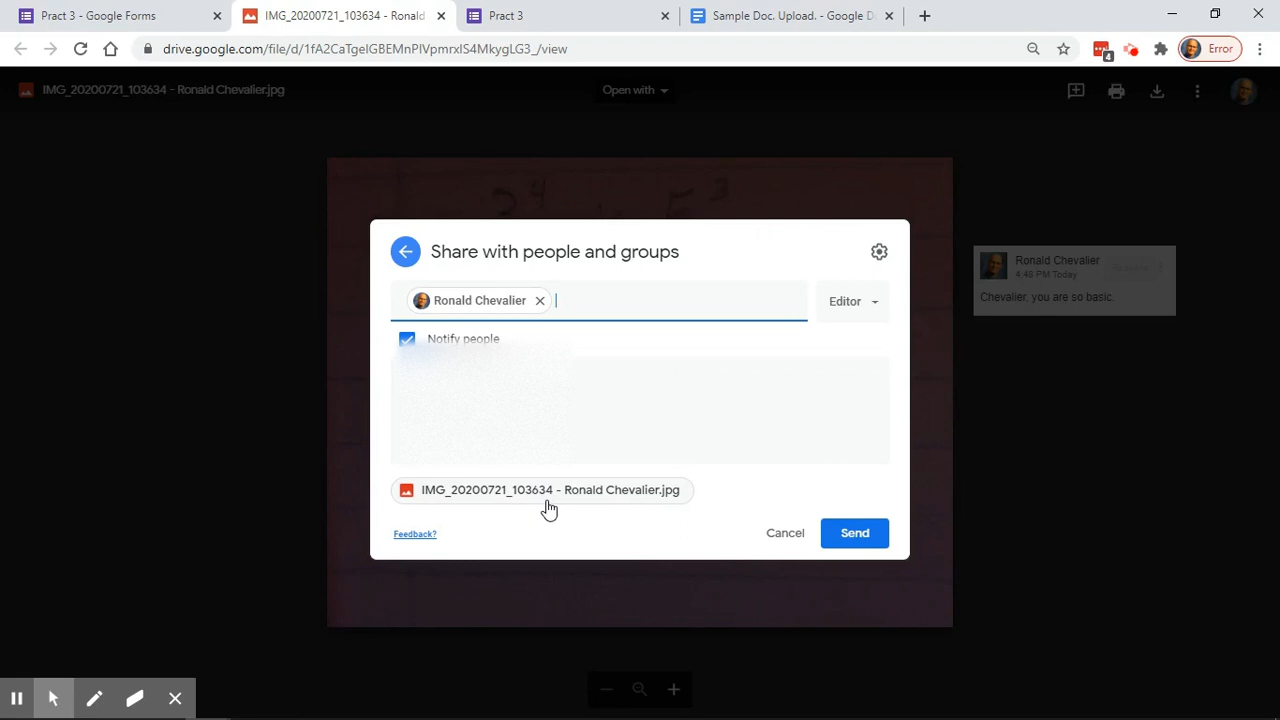 Pract 3 - Google Forms
IMG_20200721_103634 - Ronald
Pract 3
Sample Doc. Upload. - Google D
drive.google.com/file/d/1fA2CaTgelGBEMnPIVpmrxlS4MkygLG3_/view
4
Error
IMG_20200721_103634 - Ronald Chevalier.jpg
Open with
Share with people and groups
Ronald Chevalier
Editor
Notify people
IMG_20200721_103634 - Ronald Chevalier.jpg
Feedback?
Cancel
Send
Ronald Chevalier
4:48 PM Today
Chevalier, you are so basic.